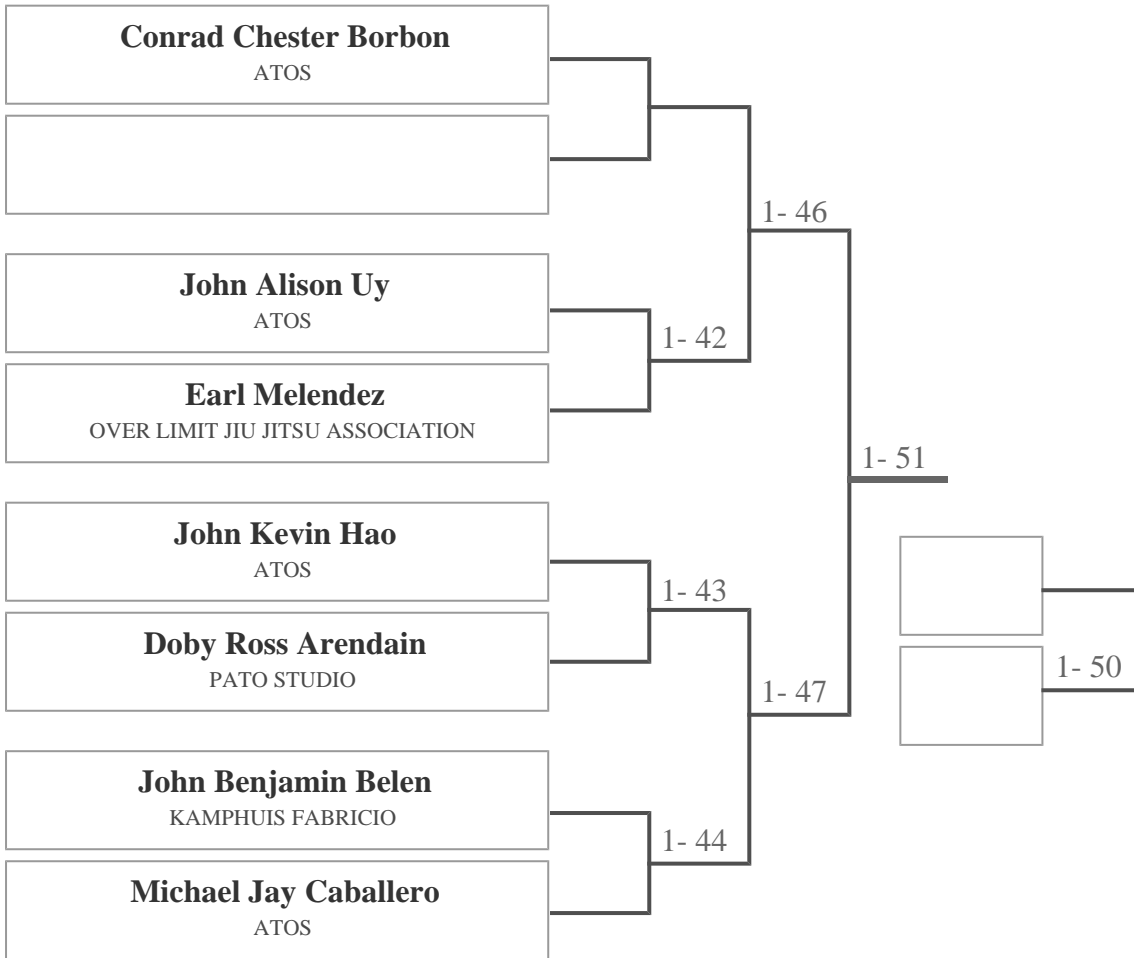 Conrad Chester Borbon
ATOS
1- 46
John Alison Uy
ATOS
1- 42
Earl Melendez
OVER LIMIT JIU JITSU ASSOCIATION
1- 51
John Kevin Hao
ATOS
1- 43
Doby Ross Arendain
PATO STUDIO
1- 47
1- 50
John Benjamin Belen
KAMPHUIS FABRICIO
1- 44
Michael Jay Caballero
ATOS